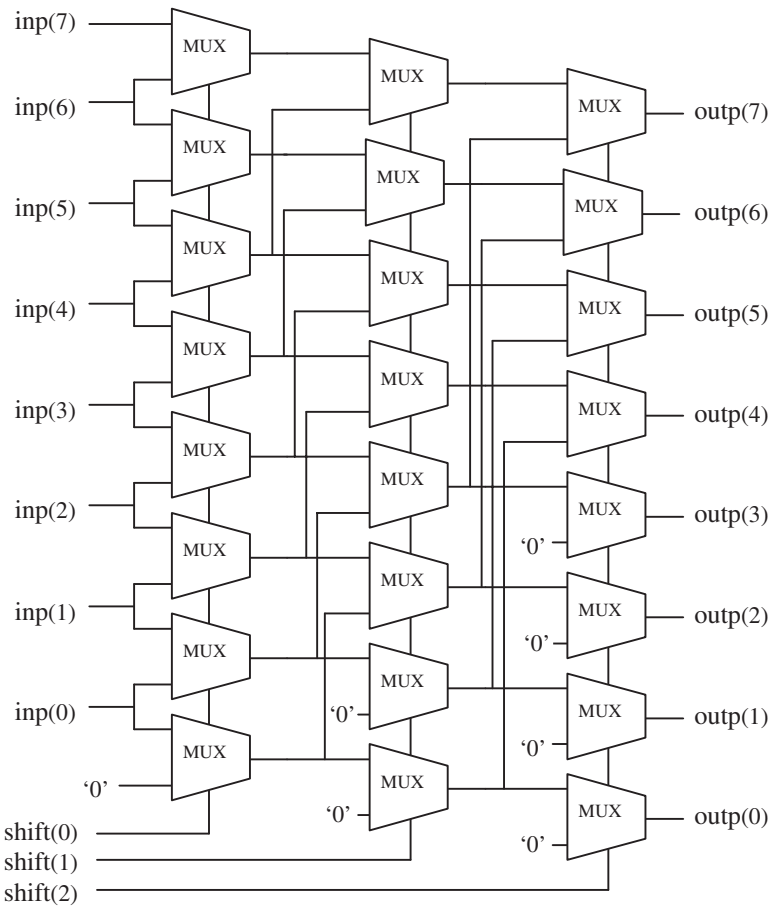 inp(7)
MUX
MUX
MUX
outp(7)
inp(6)
MUX
MUX
MUX
outp(6)
inp(5)
MUX
MUX
MUX
outp(5)
inp(4)
MUX
MUX
MUX
outp(4)
inp(3)
MUX
MUX
MUX
outp(3)
‘0’
inp(2)
MUX
MUX
MUX
outp(2)
‘0’
inp(1)
MUX
MUX
MUX
outp(1)
‘0’
‘0’
inp(0)
MUX
MUX
MUX
outp(0)
‘0’
‘0’
‘0’
shift(0)
shift(1)
shift(2)